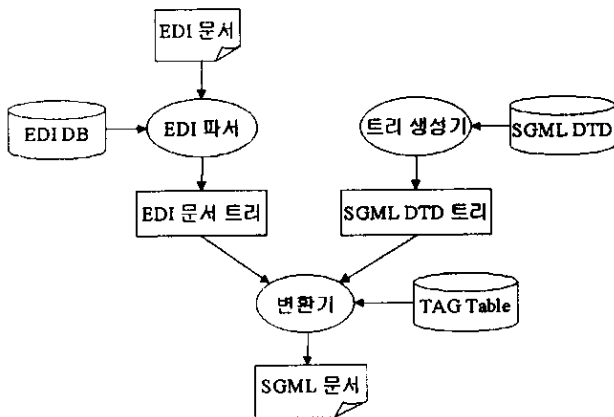 EDI 문서
EDI DB
EDI 파서
트리 생성기
SGML DTD
EDI 문서 트리
SGML DTD 트리
변환기
TAG Table
SGML 문서